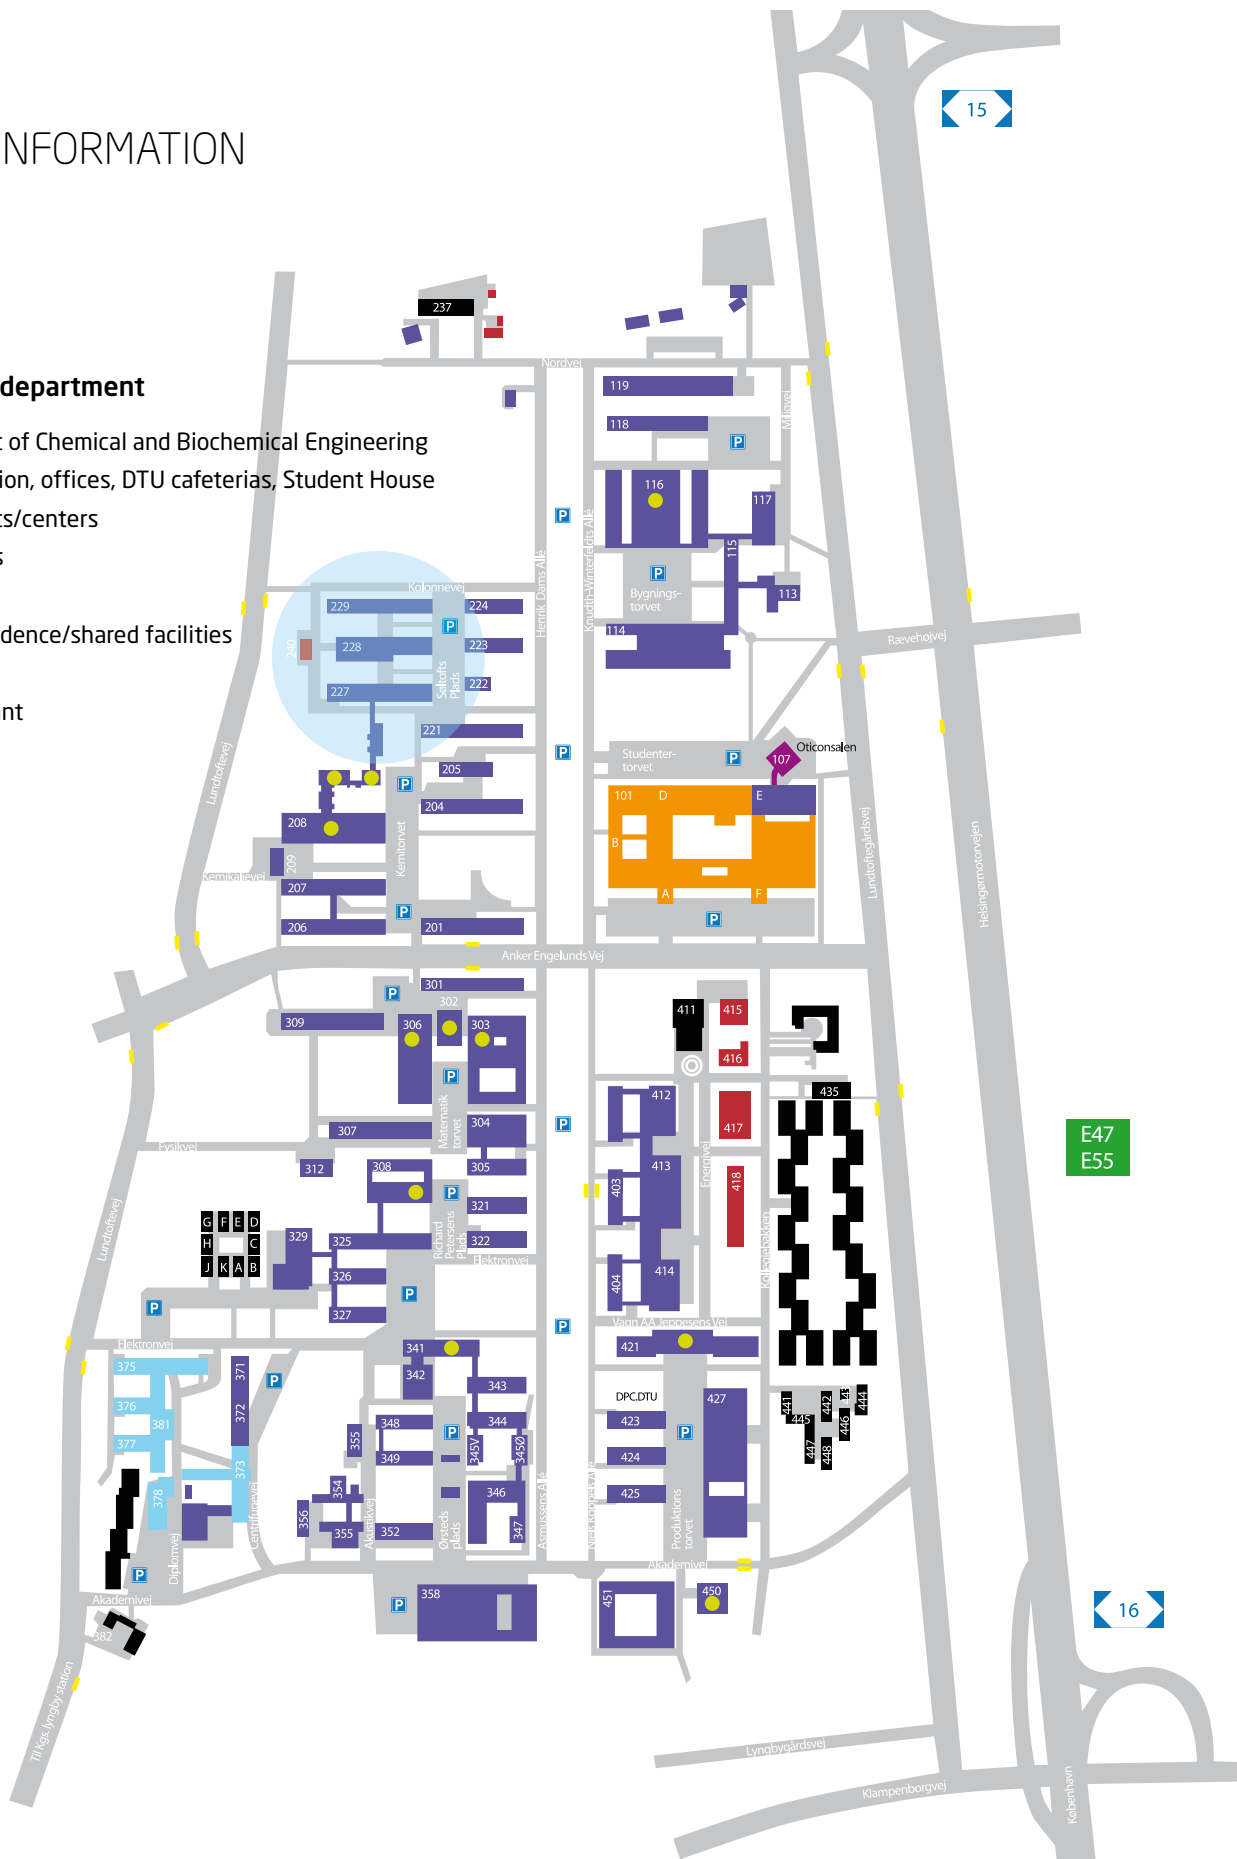 15
NFORMATION
237
Nordvej
department
119
Miljøvej
118
P
of Chemical and Biochemical Engineering
ion, offices, DTU cafeterias, Student House
116
117
ts/centers
P
Henrik Dams Allé
Knudth-Winterfeldts Allé
115
s
P
Kolonnevej
Bygnings-
torvet
113
229
224
P
114
idence/shared facilities
240
228
223
Rævehøjvej
227
Søltofts
Plads
222
nt
221
Studenter-
torvet
P
P
107
Oticonsalen
Lundtoftevej
205
P
204
101
D
E
208
B
Kemitorvet
Lundtoftegårdsvej
209
Kemikalievej
207
A
F
Helsingørmotorvejen
P
206
201
P
Anker Engelunds Vej
301
P
302
309
306
303
411
415
416
P
412
435
Matematik
torvet
304
417
P
307
Fysikvej
312
308
305
413
Energivej
403
418
E47
E55
P
321
Lundtoftevej
G
F
E
D
H
C
J
K
A
B
329
325
322
Richard
Petersens
Plads
Elektronvej
326
404
414
Kollegiebakken
P
P
327
P
Vagn AA Jeppesens Vej
Elektronvej
341
421
375
371
P
342
343
DPC.DTU
427
376
372
441
442
443
444
381
348
344
423
P
445
446
377
355
P
345V
345Ø
447
448
349
424
373
378
354
346
425
356
355
352
347
Centrifugevej
Akustikvej
Ørsteds
plads
Asmussens Allé
Niels Koppels Allé
Produktions
torvet
Diplomvej
P
Akademivej
Akademivej
358
P
451
450
16
382
Til Kgs. lyngby station
Lyngbygårdsvej
Klampenborgvej
København